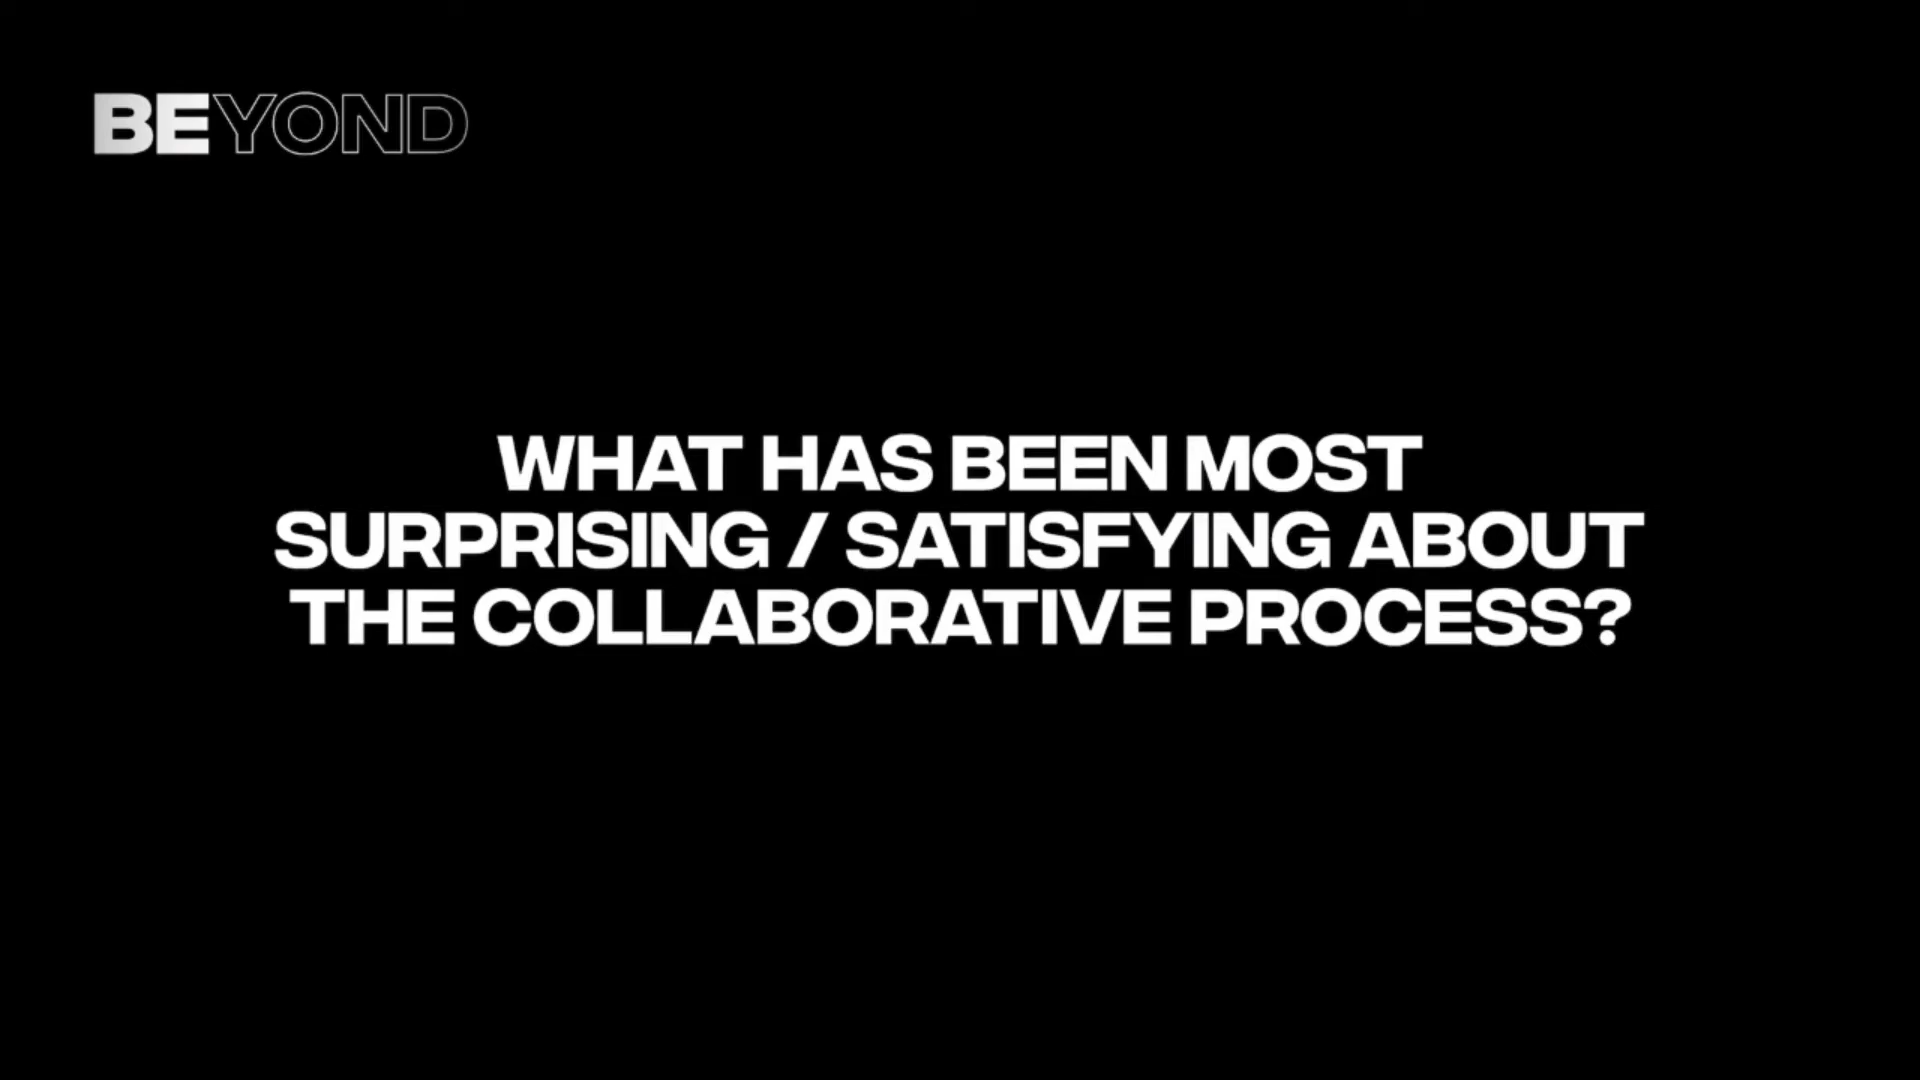 BEYOND
WHAT HAS BEEN MOST
SURPRISING / SATISFYING ABOUT
THE COLLABORATIVE PROCESS?